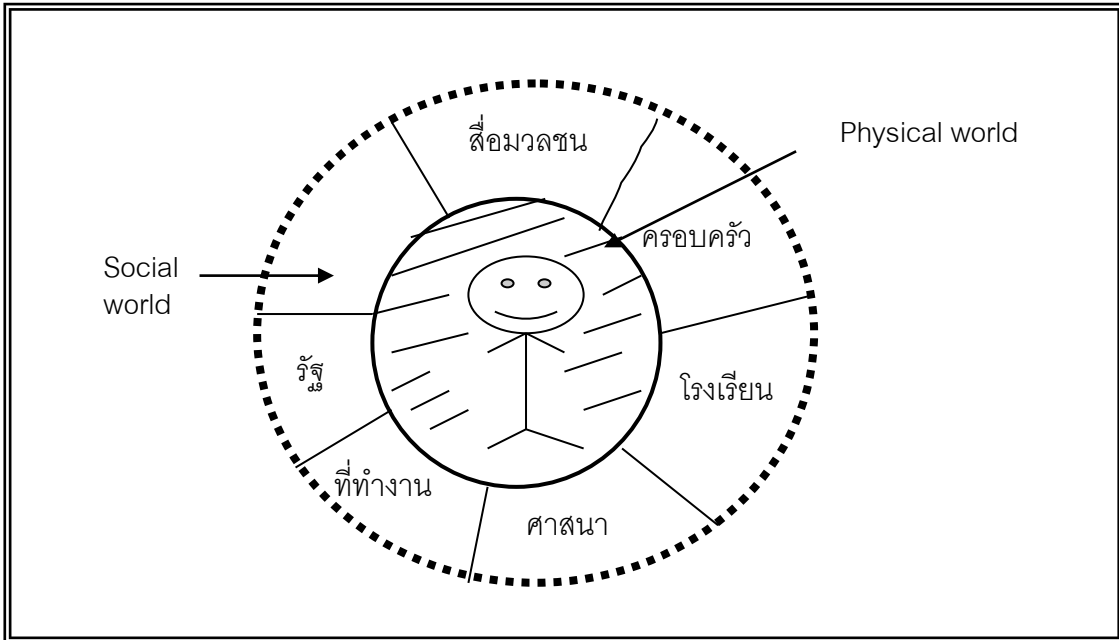 สื่อมวลชน
Physical world
ครอบครัว
Social
world
รัฐ
โรงเรียน
ที่ทำงาน
ศาสนา